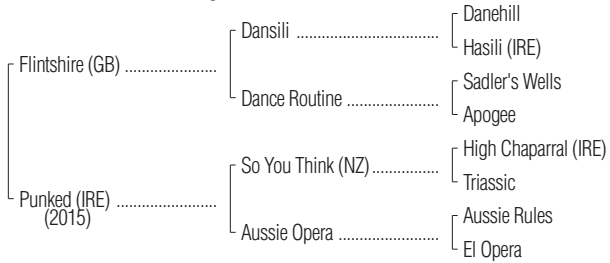 Danehill
Dansili ....................................
Hasili (IRE)
Flintshire (GB) .......................
Sadler's Wells
Dance Routine .......................
Apogee
High Chaparral (IRE)
So You Think (NZ) .................
Triassic
Punked (IRE) .........................
(2015)
Aussie Rules
Aussie Opera .........................
El Opera